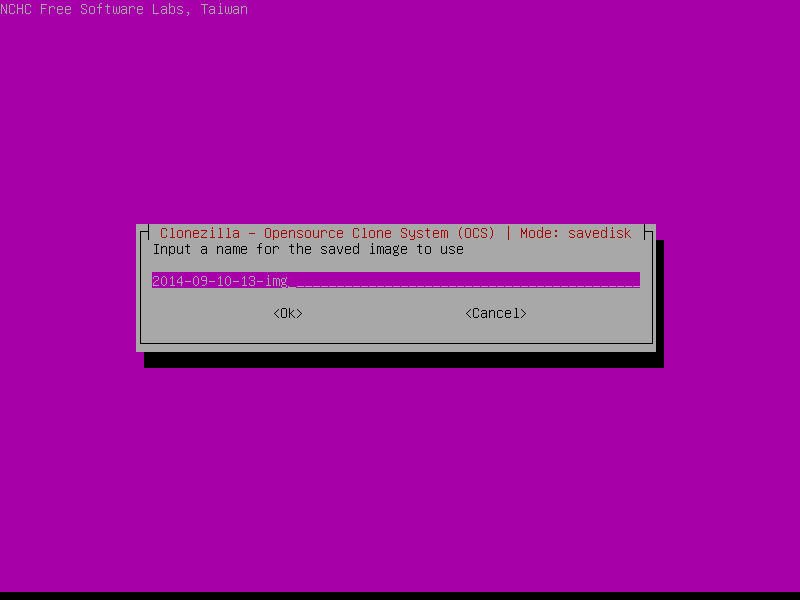 NCHC Free Software Labs, Taiwan
Clonezilla - Opensource Clone System (OCS) | Mode: savedisk
Input a name for the saved image to use
2014-09-10-13-img
<Ok> <Cancel>